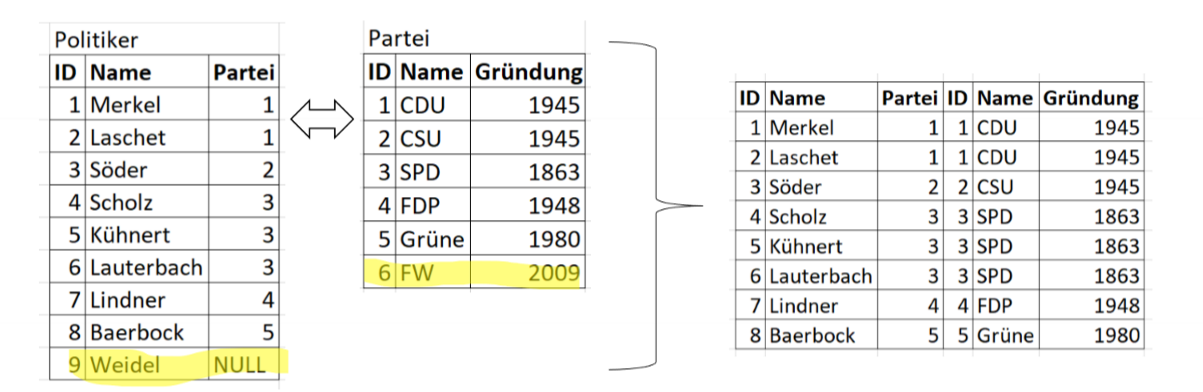 Politiker
ID Name Partei
1 Merkel 1
2 Laschet 1
3 Söder 2
4 Scholz 3
5 Kühnert 3
6 Lauterbach 3
7 Lindner 4
8 Baerbock 5
9 Weidel NULL
Partei
ID Name Gründung
1 CDU 1945
2 CSU 1945
3 SPD 1863
4 FDP 1948
5 Grüne 1980
6 FW 2009
ID Name Partei ID Name Gründung
1 Merkel 1 1 CDU 1945
2 Laschet 1 1 CDU 1945
3 Söder 2 2 CSU 1945
4 Scholz 3 3 SPD 1863
5 Kühnert 3 3 SPD 1863
6 Lauterbach 3 3 SPD 1863
7 Lindner 4 4 FDP 1948
8 Baerbock 5 5 Grüne 1980